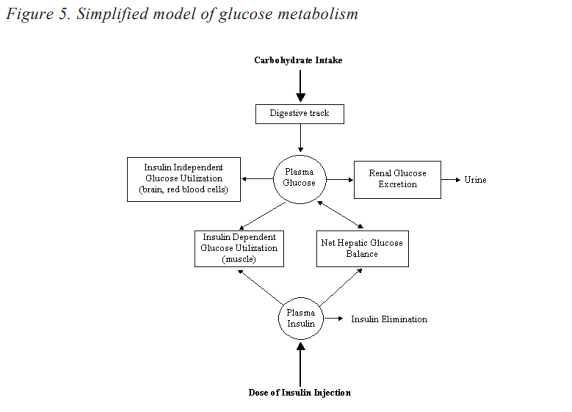 Figure 5. Simplified model of glucose metabolism
Carbohydrate Intake
Digestive track
Insulin Independent
Glucose Utilization
(brain, red blood cells)
Plasma
Glucose
Renal Glucose
Excretion
Urine
Insulin Dependent
Glucose Utilization
(muscle)
Net Hepatic Glucose
Balance
Plasma
Insulin
Insulin Elimination
Dose of Insulin Injection